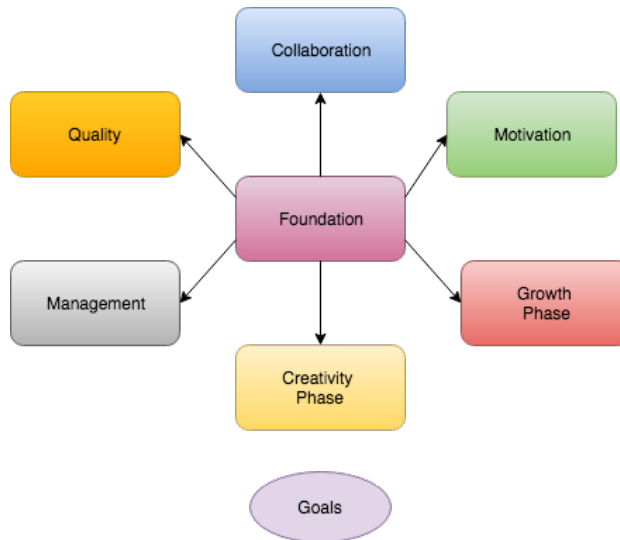 Collaboration
Quality
Motivation
Foundation
Management
Growth
Phase
Creativity
Phase
Goals